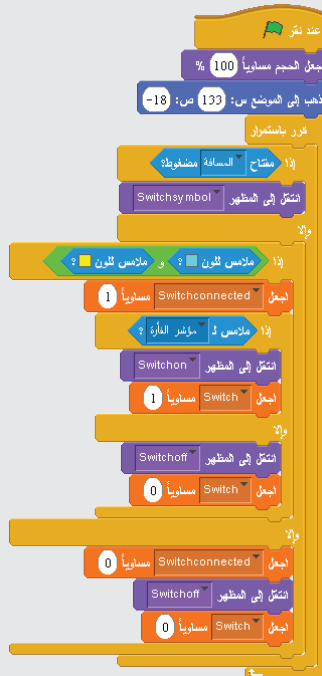 عند نقر
جعل الحجم مساوياً 100 %
ذهب إلى الموضع س: 133 ص: -18
كرر باستمرار
إذا مفتاح المسافة مضغوط؟
انتقل إلى المظهر Switchsymbol
وإلا
إذا ملامس للون ؟ و ملامس للون ؟
اجعل Switchconnected مساوياً 1
إذا ملامس لـ مؤشر الفأرة ؟
انتقل إلى المظهر Switchon
اجعل Switch مساوياً 1
وإلا
انتقل إلى المظهر Switchoff
اجعل Switch مساوياً 0
وإلا
اجعل Switchconnected مساوياً 0
انتقل إلى المظهر Switchoff
اجعل Switch مساوياً 0